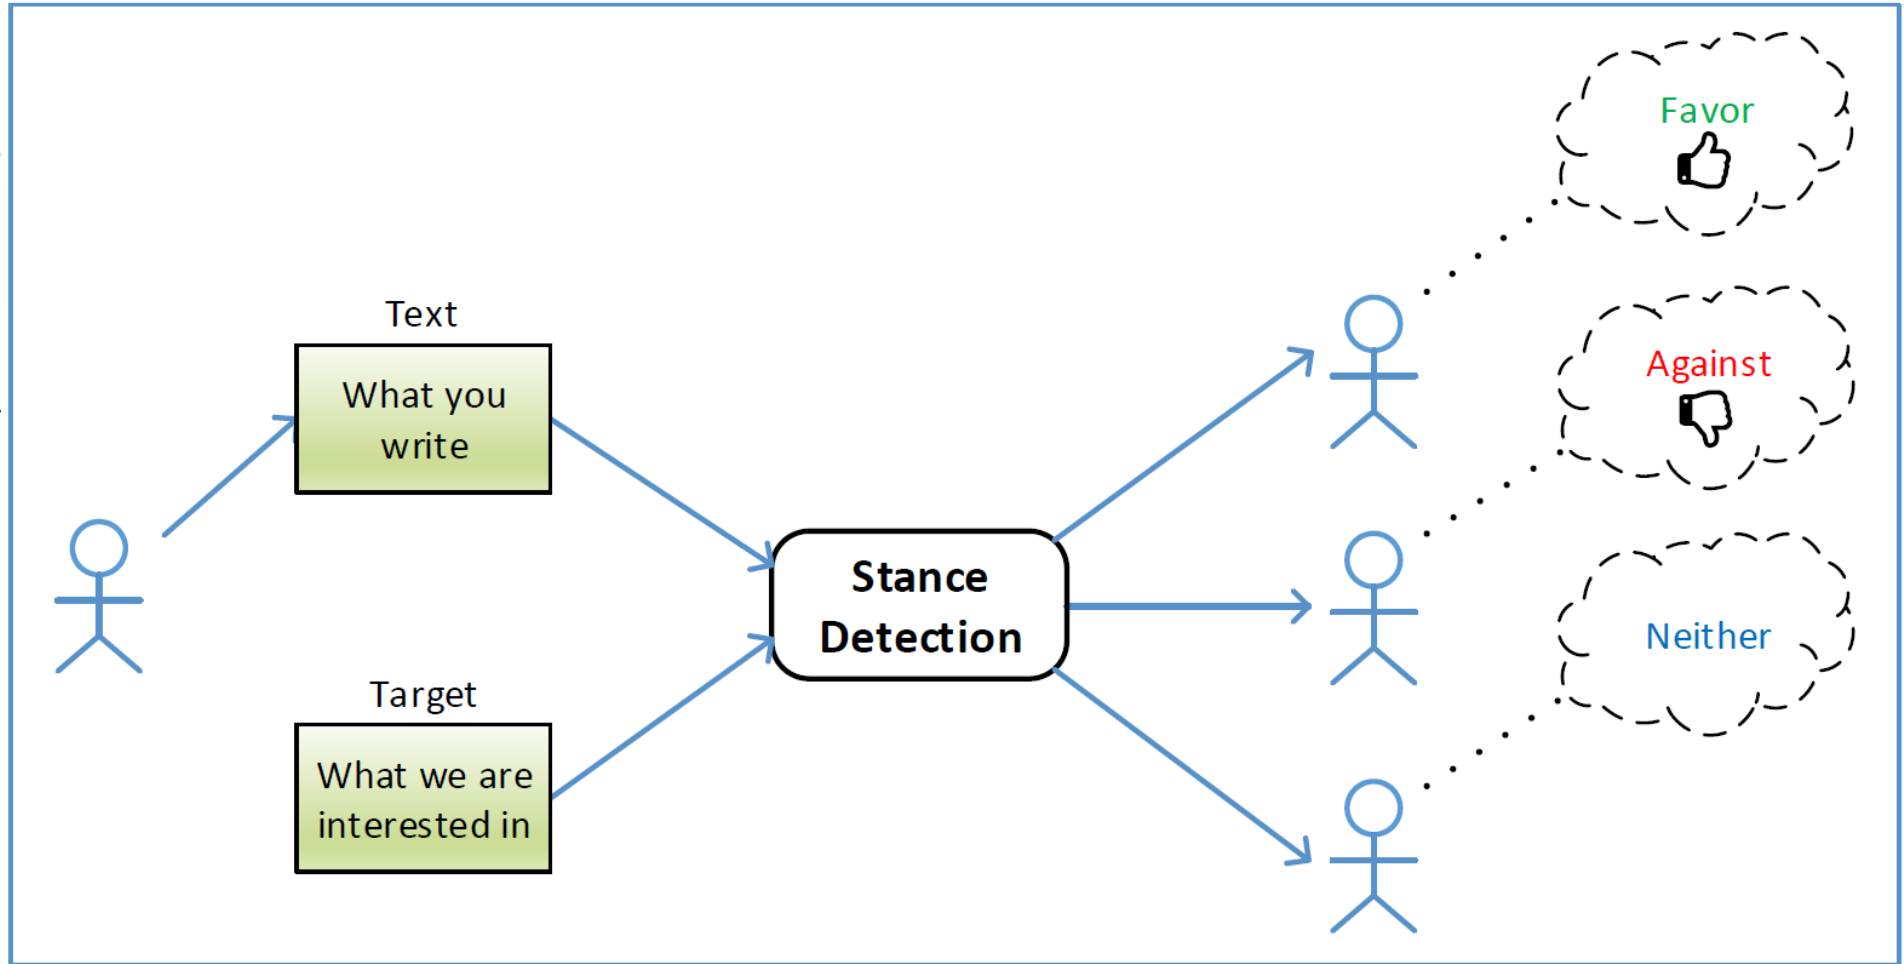 Text
What you
write
Target
What we are
interested in
Stance
Detection
Favor
Against
Neither